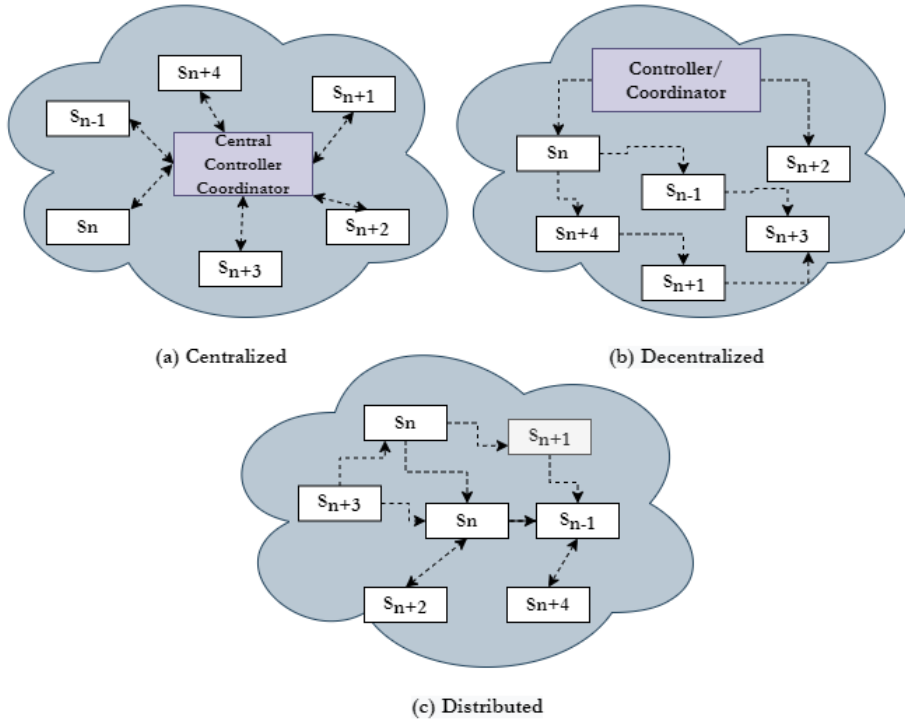 Sn+4
Sn+1
Sn-1
Central
Controller
Coordinator
Sn
Sn+2
Sn+3
(a) Centralized
Controller/
Coordinator
Sn
Sn+2
Sn-1
Sn+4
Sn+3
Sn+1
(b) Decentralized
Sn
Sn+1
Sn+3
Sn
Sn-1
Sn+2
Sn+4
(c) Distributed